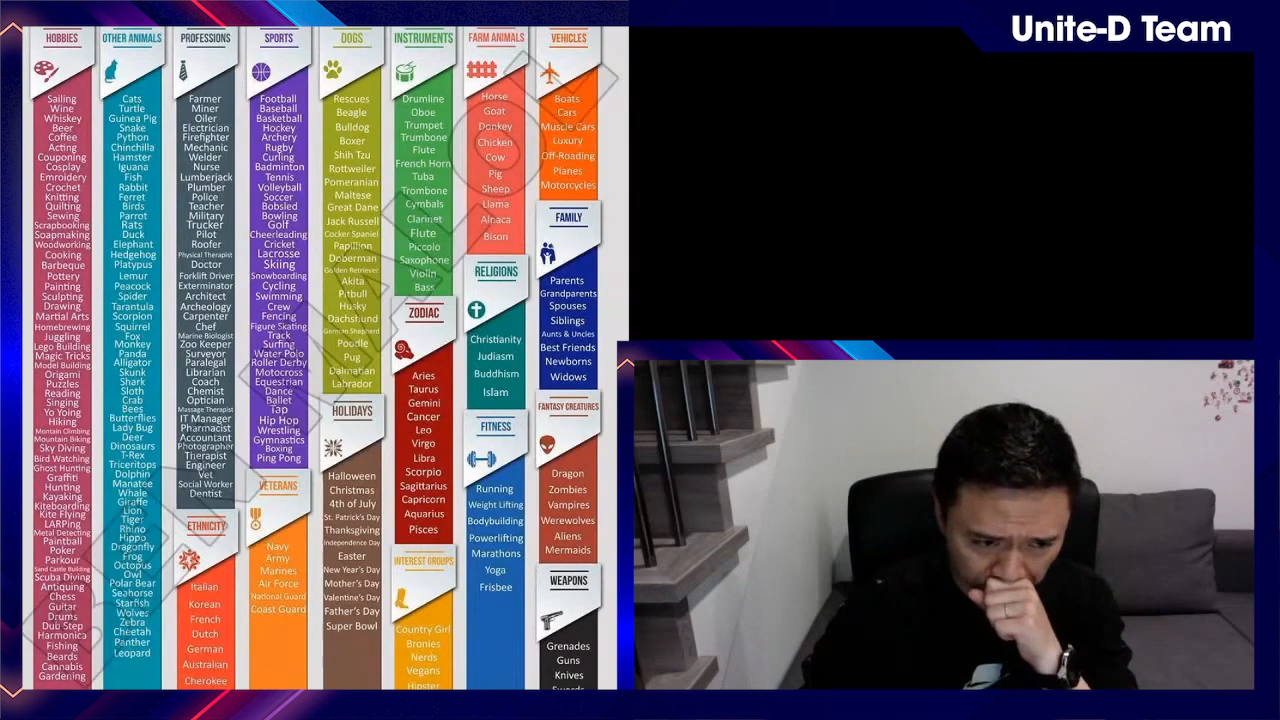 Unite-D Team
HOBBIES
Sailing
Wine
Whiskey
Beer
Coffee
Acting
Couponing
Cosplay
Emroidery
Crochet
Knitting
Quilting
Sewing
Scrapbooking
Soapmaking
Woodworking
Cooking
Barbeque
Pottery
Painting
Sculpting
Drawing
Martial Arts
Homebrewing
Juggling
Lego Building
Magic Tricks
Model Building
Origami
Puzzles
Reading
Singing
Yo Yoing
Hiking
Montain Climbing
Mountain Biking
Sky Diving
Bird Watching
Ghost Hunting
Graffiti
Hunting
Kayaking
Kiteboarding
Kite Flying
LARPing
Metal Detecting
Paintball
Poker
Parkour
Sand Castle Building
Scuba Diving
Antiquing
Chess
Guitar
Drums
Dub Step
Harmonica
Fishing
Beards
Cannabis
Gardening
OTHER ANIMALS
Cats
Turtle
Guinea Pig
Snake
Python
Chinchilla
Hamster
Iguana
Fish
Rabbit
Ferret
Birds
Parrot
Rats
Duck
Elephant
Hedgehog
Platypus
Lemur
Peacock
Spider
Tarantula
Scorpion
Squirrel
Fox
Monkey
Panda
Alligator
Skunk
Shark
Sloth
Crab
Bees
Butterflies
Lady Bug
Deer
Dinosaurs
T-Rex
Triceritops
Dolphin
Manatee
Whale
Giraffe
Lion
Tiger
Rhino
Hippo
Dragonfly
Frog
Octopus
Owl
Polar Bear
Seahorse
Starfish
Wolves
Zebra
Cheetah
Panther
Leopard
PROFESSIONS
Farmer
Miner
Oiler
Electrician
Firefighter
Mechanic
Welder
Nurse
Lumberjack
Plumber
Police
Teacher
Military
Trucker
Pilot
Roofer
Physical Therapist
Doctor
Forklift Driver
Exterminator
Architect
Archeology
Carpenter
Chef
Marine Biologist
Zoo Keeper
Surveyor
Paralegal
Librarian
Coach
Chemist
Optician
Massage Therapist
IT Manager
Pharmacist
Accountant
Photographer
Therapist
Engineer
Vet
Social Worker
Dentist
ETHNICITY
Italian
Korean
French
Dutch
German
Australian
Cherokee
SPORTS
Football
Baseball
Basketball
Hockey
Archery
Rugby
Curling
Badminton
Tennis
Volleyball
Soccer
Bobsled
Bowling
Golf
Cheerleading
Cricket
Lacrosse
Skiing
Snowboarding
Cycling
Swimming
Crew
Fencing
Figure Skating
Track
Surfing
Water Polo
Roller Derby
Motocross
Equestrian
Dance
Ballet
Tap
Hip Hop
Wrestling
Gymnastics
Boxing
Ping Pong
VETERANS
Navy
Army
Marines
Air Force
National Guard
Coast Guard
DOGS
Rescues
Beagle
Bulldog
Boxer
Shih Tzu
Rottweiler
Pomeranian
Maltese
Great Dane
Jack Russell
Cocker Spaniel
Papillion
Doberman
Golden Retriever
Akita
Pitbull
Husky
Dachshund
German Shepherd
Poodle
Pug
Dalmatian
Labrador
HOLIDAYS
Halloween
Christmas
4th of July
St. Patrick's Day
Thanksgiving
Independence Day
Easter
New Year's Day
Mother's Day
Valentine's Day
Father's Day
Super Bowl
INSTRUMENTS
Drumline
Oboe
Trumpet
Trumbone
Flute
French Horn
Tuba
Trombone
Cymbals
Clarinet
Flute
Piccolo
Saxophone
Violin
Bass
ZODIAC
Aries
Taurus
Gemini
Cancer
Leo
Virgo
Libra
Scorpio
Sagittarius
Capricorn
Aquarius
Pisces
INTEREST GROUPS
Country Girl
Bronies
Nerds
Vegans
Hipster
FARM ANIMALS
Horse
Goat
Donkey
Chicken
Cow
Pig
Sheep
Llama
Alpaca
Bison
RELIGIONS
Christianity
Judiasm
Buddhism
Islam
FITNESS
Running
Weight Lifting
Bodybuilding
Powerlifting
Marathons
Yoga
Frisbee
VEHICLES
Boats
Cars
Muscle Cars
Luxury
Off-Roading
Planes
Motorcycles
FAMILY
Parents
Grandparents
Spouses
Siblings
Aunts & Uncles
Best Friends
Newborns
Widows
FANTASY CREATURES
Dragon
Zombies
Vampires
Werewolves
Aliens
Mermaids
WEAPONS
Grenades
Guns
Knives
Swords